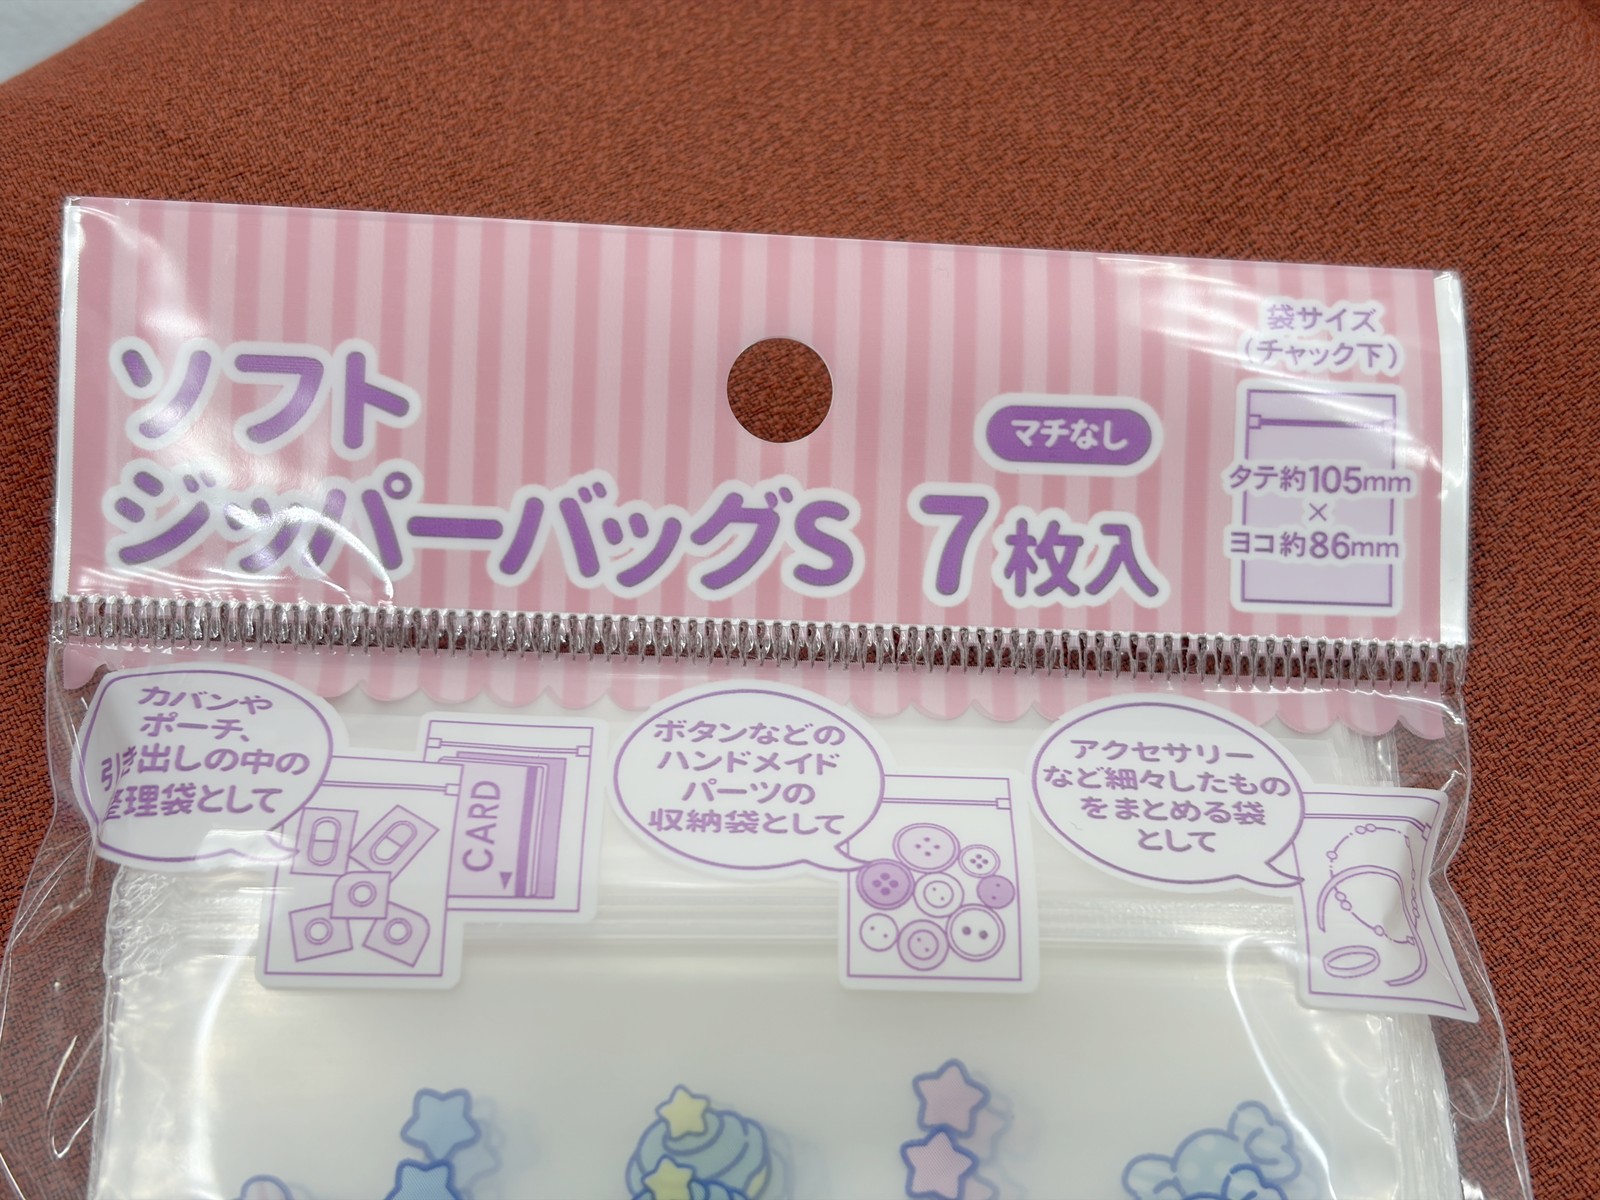 ソフト
ジッパーバッグS 7枚入
マチなし
袋サイズ
(チャック下)
タテ約105mm
×
ヨコ約86mm
カバンや
ポーチ、
引き出しの中の
整理袋として
CARD
ボタンなどの
ハンドメイド
パーツの
収納袋として
アクセサリー
など細々したもの
をまとめる袋
として